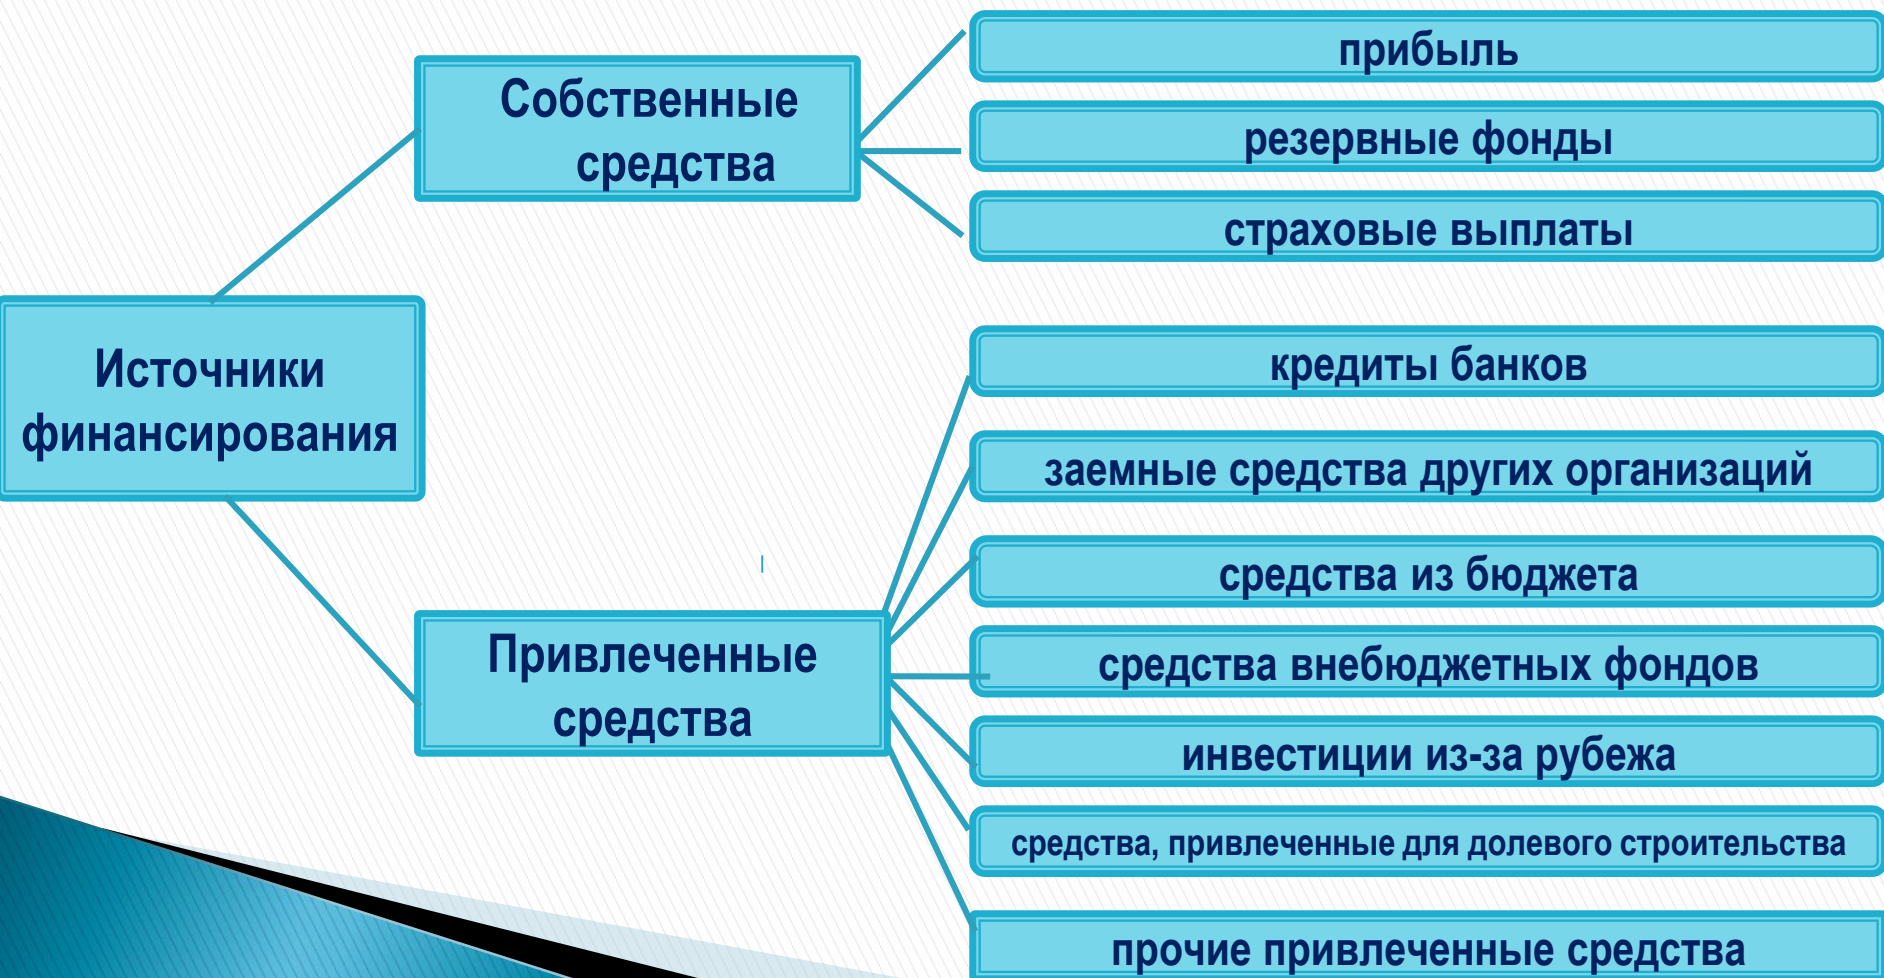 Источники
финансирования
Собственные
средства
прибыль
резервные фонды
страховые выплаты
Привлеченные
средства
кредиты банков
заемные средства других организаций
средства из бюджета
средства внебюджетных фондов
инвестиции из-за рубежа
средства, привлеченные для долевого строительства
прочие привлеченные средства